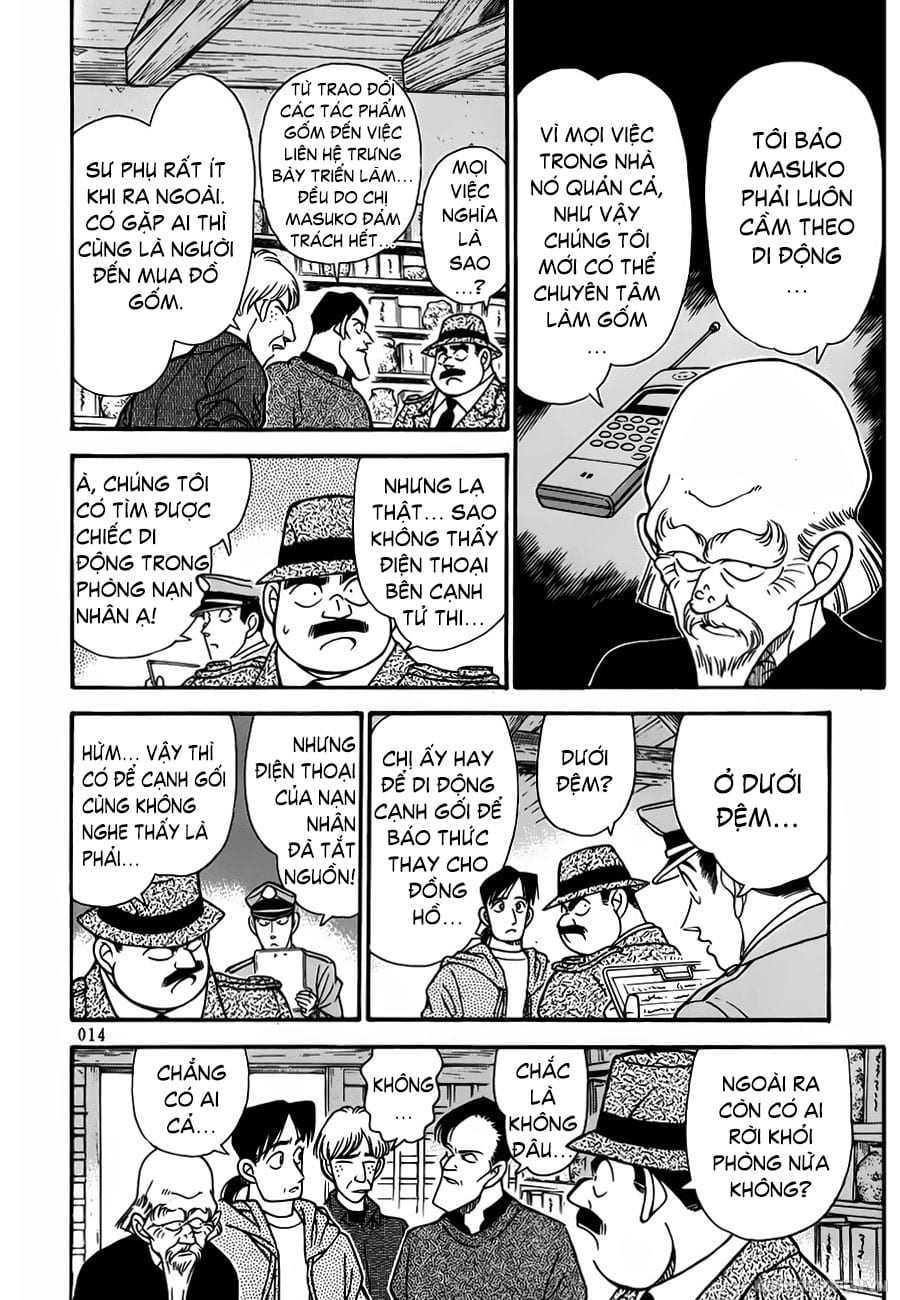 TÔI BẢO
MASUKO
PHẢI LUÔN
CẦM THEO
DI ĐỘNG
...
VÌ MỌI VIỆC
TRONG NHÀ
NÓ QUẢN CẢ,
NHƯ VẬY
CHÚNG TÔI
MỚI CÓ THỂ
CHUYÊN TÂM
LÀM GỐM
...
MỌI
VIỆC
NGHĨA
LÀ
SAO
...?
TỪ TRAO ĐỔI
CÁC TÁC PHẨM
GỐM ĐẾN VIỆC
LIÊN HỆ TRƯNG
BÀY TRIỂN LÃM...
ĐỀU DO CHỊ
MASUKO ĐẢM
TRÁCH HẾT...
SƯ PHỤ RẤT ÍT
KHI RA NGOÀI.
CÓ GẶP AI THÌ
CŨNG LÀ NGƯỜI
ĐẾN MUA ĐỒ
GỐM.
NHƯNG LẠ
THẬT... SAO
KHÔNG THẤY
ĐIỆN THOẠI
BÊN CẠNH
TỬ THI...
À, CHÚNG TÔI
CÓ TÌM ĐƯỢC
CHIẾC DI
ĐỘNG TRONG
PHÒNG NẠN
NHÂN Ạ!
Ở DƯỚI
ĐỆM...
DƯỚI
ĐỆM?
CHỊ ẤY HAY
ĐỂ DI ĐỘNG
CẠNH GỐI ĐỂ
BÁO THỨC
THAY CHO
ĐỒNG
HỒ...
NHƯNG
ĐIỆN THOẠI
CỦA NẠN
NHÂN
ĐÃ TẮT
NGUỒN!
HỪM... VẬY THÌ
CÓ ĐỂ CẠNH GỐI
CŨNG KHÔNG
NGHE THẤY LÀ
PHẢI...
014
NGOÀI RA
CÒN CÓ AI
RỜI KHỎI
PHÒNG NỮA
KHÔNG?
CHẮC
LÀ
KHÔNG
ĐÂU...
KHÔNG
...
CHẲNG
CÓ AI
CẢ...